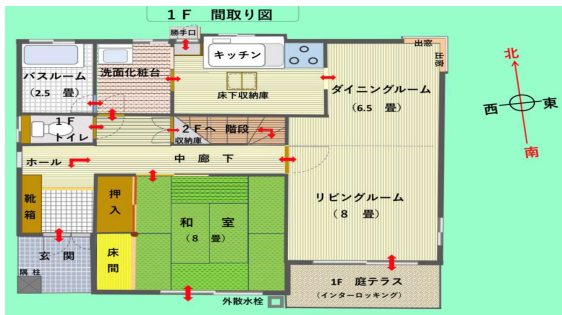 1F 間取り図
勝手口
キッチン
出窓
出窓
バスルーム
(2.5 畳)
洗面化粧台
床下収納庫
ダイニングルーム
(6.5 畳)
北
西
東
南
1F
トイレ
2Fへ 階段
収納庫
ホール
中 廊 下
リビングルーム
(8 畳)
靴箱
押入
和 室
(8 畳)
床間
玄 関
隅 柱
外散水栓
1F 庭テラス
(インターロッキング)